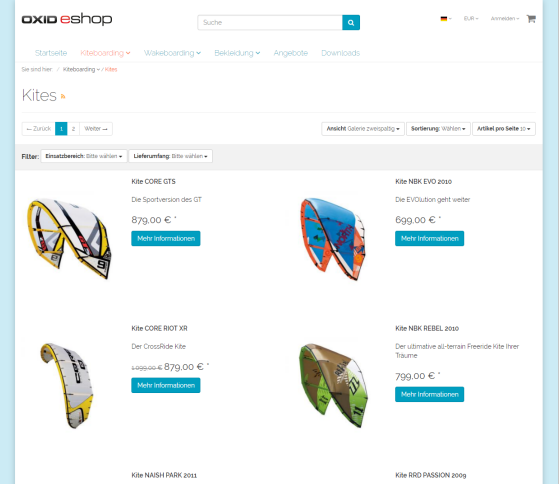 OXID eshop
Suche
EUR
Anmelden
Startseite Kiteboarding Wakeboarding Bekleidung Angebote Downloads
Sie sind hier: / Kiteboarding / Kites
Kites
← Zurück 1 2 Weiter →
Ansicht Galerie zweispaltig Sortierung: Wählen Artikel pro Seite 10
Filter: Einsatzbereich: Bitte wählen Lieferumfang: Bitte wählen
Kite CORE GTS
Die Sportversion des GT
879,00 € *
Mehr Informationen
Kite NBK EVO 2010
Die EVOlution geht weiter
699,00 € *
Mehr Informationen
Kite CORE RIOT XR
Der CrossRide Kite
1.099,00 € 879,00 € *
Mehr Informationen
Kite NBK REBEL 2010
Der ultimative all-terrain Freeride Kite Ihrer
Träume
799,00 € *
Mehr Informationen
Kite NAISH PARK 2011
Kite RRD PASSION 2009